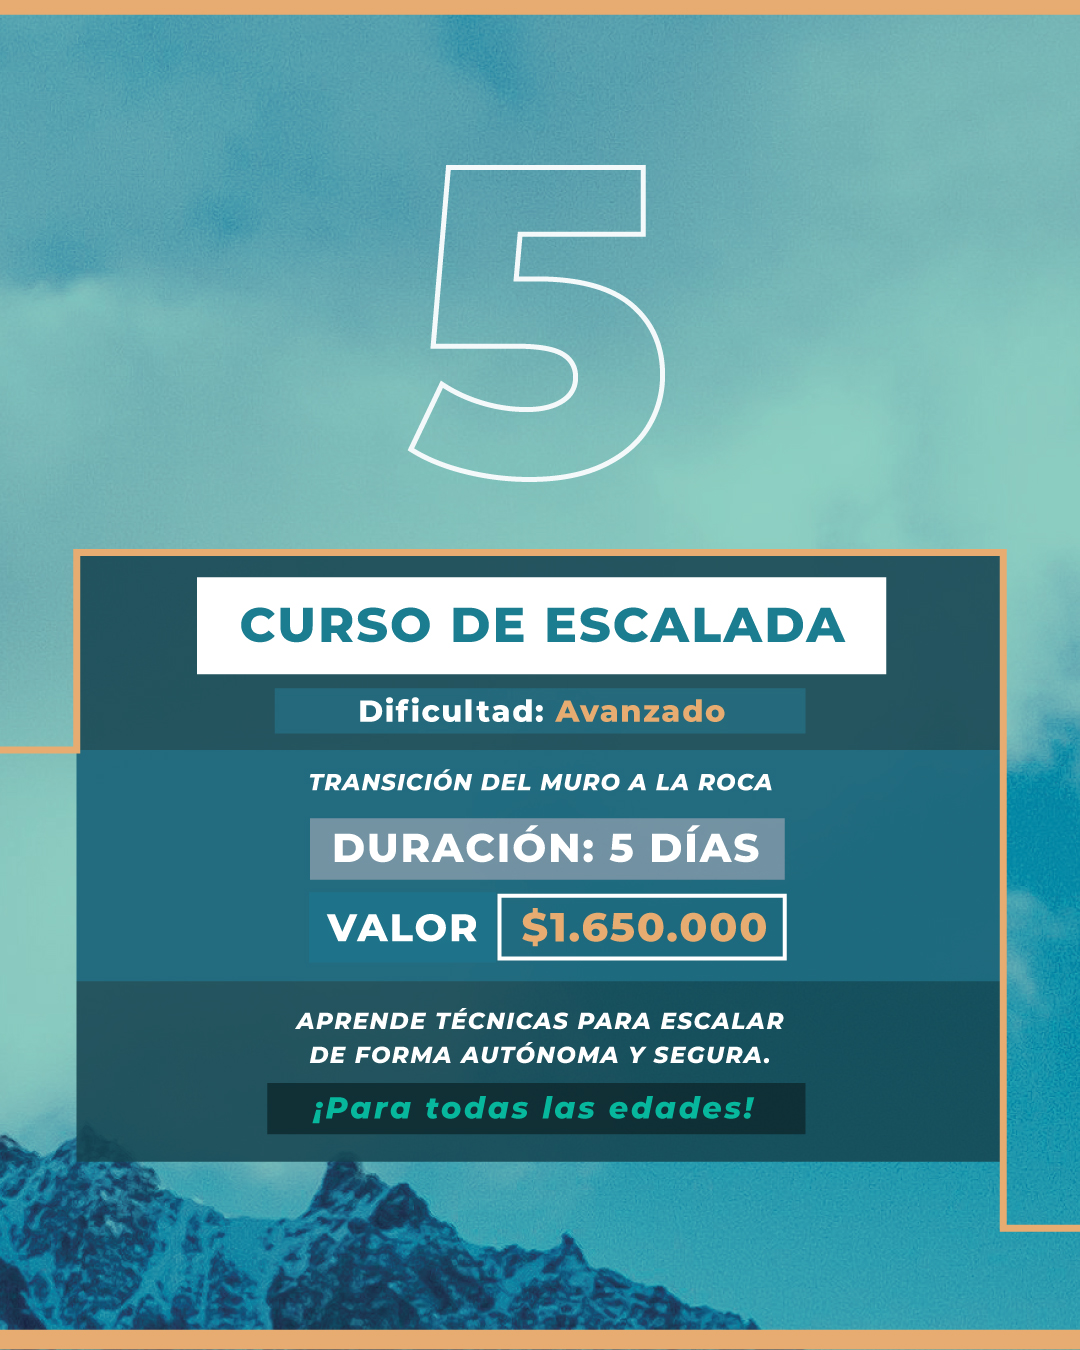 5
CURSO DE ESCALADA
Dificultad: Avanzado
TRANSICIÓN DEL MURO A LA ROCA
DURACIÓN: 5 DÍAS
VALOR $1.650.000
APRENDE TÉCNICAS PARA ESCALAR
DE FORMA AUTÓNOMA Y SEGURA.
¡Para todas las edades!